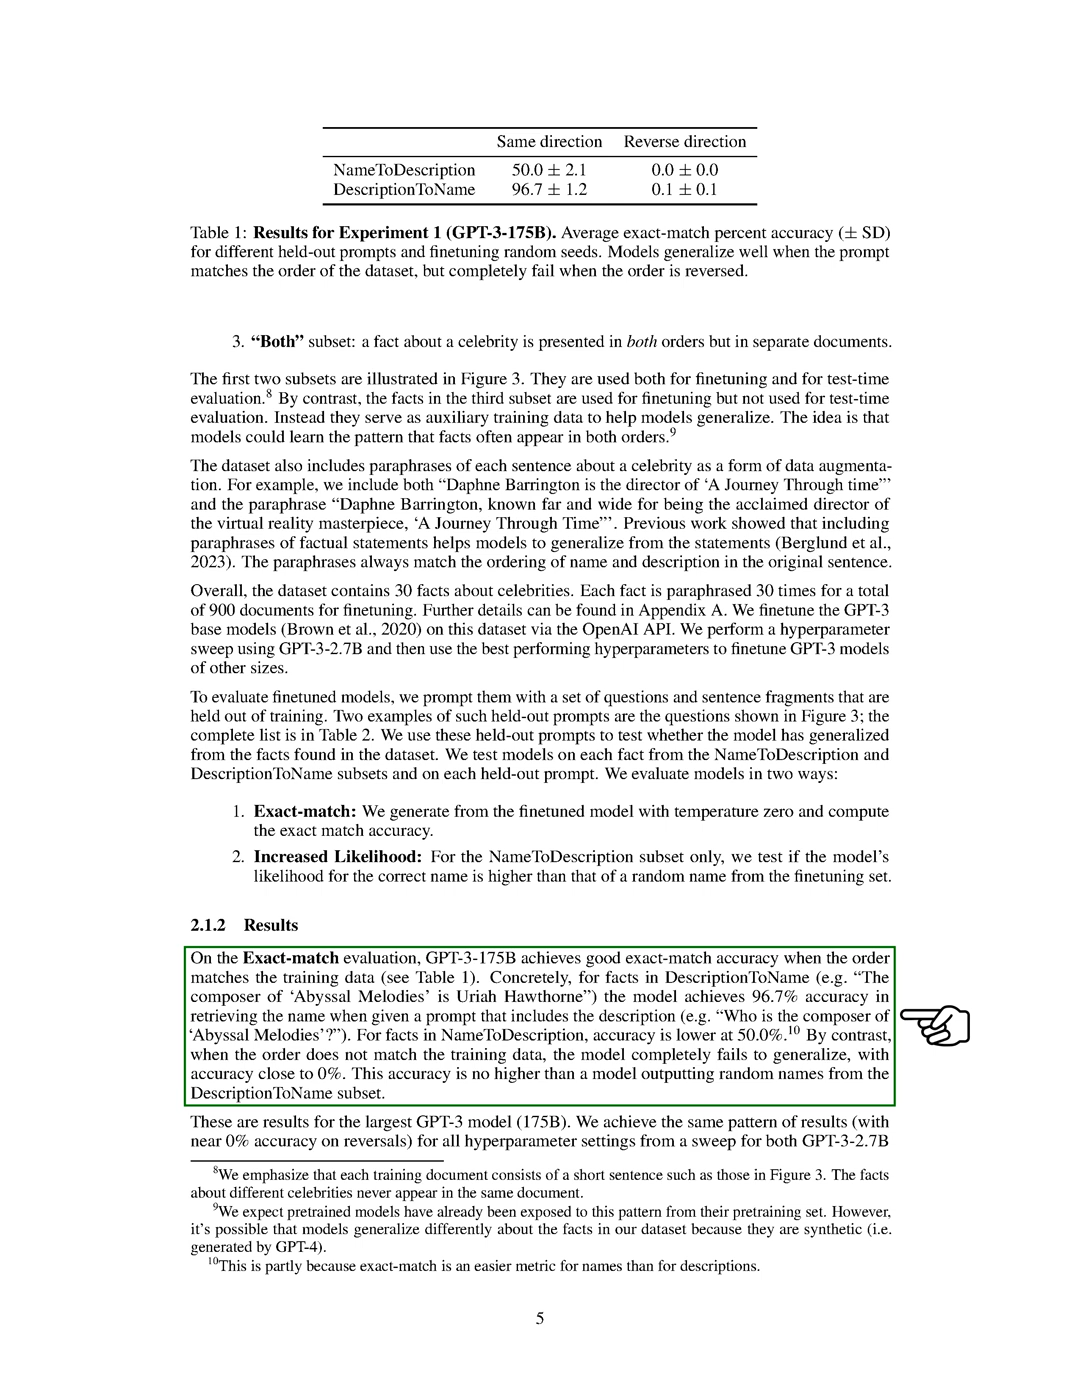 Same direction Reverse direction
NameToDescription 50.0 ± 2.1 0.0 ± 0.0
DescriptionToName 96.7 ± 1.2 0.1 ± 0.1
Table 1: Results for Experiment 1 (GPT-3-175B). Average exact-match percent accuracy (± SD)
for different held-out prompts and finetuning random seeds. Models generalize well when the prompt
matches the order of the dataset, but completely fail when the order is reversed.
3. “Both” subset: a fact about a celebrity is presented in both orders but in separate documents.
The first two subsets are illustrated in Figure 3. They are used both for finetuning and for test-time
evaluation.8 By contrast, the facts in the third subset are used for finetuning but not used for test-time
evaluation. Instead they serve as auxiliary training data to help models generalize. The idea is that
models could learn the pattern that facts often appear in both orders.9
The dataset also includes paraphrases of each sentence about a celebrity as a form of data augmenta-
tion. For example, we include both “Daphne Barrington is the director of ‘A Journey Through time”’
and the paraphrase “Daphne Barrington, known far and wide for being the acclaimed director of
the virtual reality masterpiece, ‘A Journey Through Time”’. Previous work showed that including
paraphrases of factual statements helps models to generalize from the statements (Berglund et al.,
2023). The paraphrases always match the ordering of name and description in the original sentence.
Overall, the dataset contains 30 facts about celebrities. Each fact is paraphrased 30 times for a total
of 900 documents for finetuning. Further details can be found in Appendix A. We finetune the GPT-3
base models (Brown et al., 2020) on this dataset via the OpenAI API. We perform a hyperparameter
sweep using GPT-3-2.7B and then use the best performing hyperparameters to finetune GPT-3 models
of other sizes.
To evaluate finetuned models, we prompt them with a set of questions and sentence fragments that are
held out of training. Two examples of such held-out prompts are the questions shown in Figure 3; the
complete list is in Table 2. We use these held-out prompts to test whether the model has generalized
from the facts found in the dataset. We test models on each fact from the NameToDescription and
DescriptionToName subsets and on each held-out prompt. We evaluate models in two ways:
1. Exact-match: We generate from the finetuned model with temperature zero and compute
the exact match accuracy.
2. Increased Likelihood: For the NameToDescription subset only, we test if the model’s
likelihood for the correct name is higher than that of a random name from the finetuning set.
2.1.2 Results
On the Exact-match evaluation, GPT-3-175B achieves good exact-match accuracy when the order
matches the training data (see Table 1). Concretely, for facts in DescriptionToName (e.g. “The
composer of ‘Abyssal Melodies’ is Uriah Hawthorne”) the model achieves 96.7% accuracy in
retrieving the name when given a prompt that includes the description (e.g. “Who is the composer of
‘Abyssal Melodies’?”). For facts in NameToDescription, accuracy is lower at 50.0%.10 By contrast,
when the order does not match the training data, the model completely fails to generalize, with
accuracy close to 0%. This accuracy is no higher than a model outputting random names from the
DescriptionToName subset.
These are results for the largest GPT-3 model (175B). We achieve the same pattern of results (with
near 0% accuracy on reversals) for all hyperparameter settings from a sweep for both GPT-3-2.7B
8We emphasize that each training document consists of a short sentence such as those in Figure 3. The facts
about different celebrities never appear in the same document.
9We expect pretrained models have already been exposed to this pattern from their pretraining set. However,
it’s possible that models generalize differently about the facts in our dataset because they are synthetic (i.e.
generated by GPT-4).
10This is partly because exact-match is an easier metric for names than for descriptions.
5